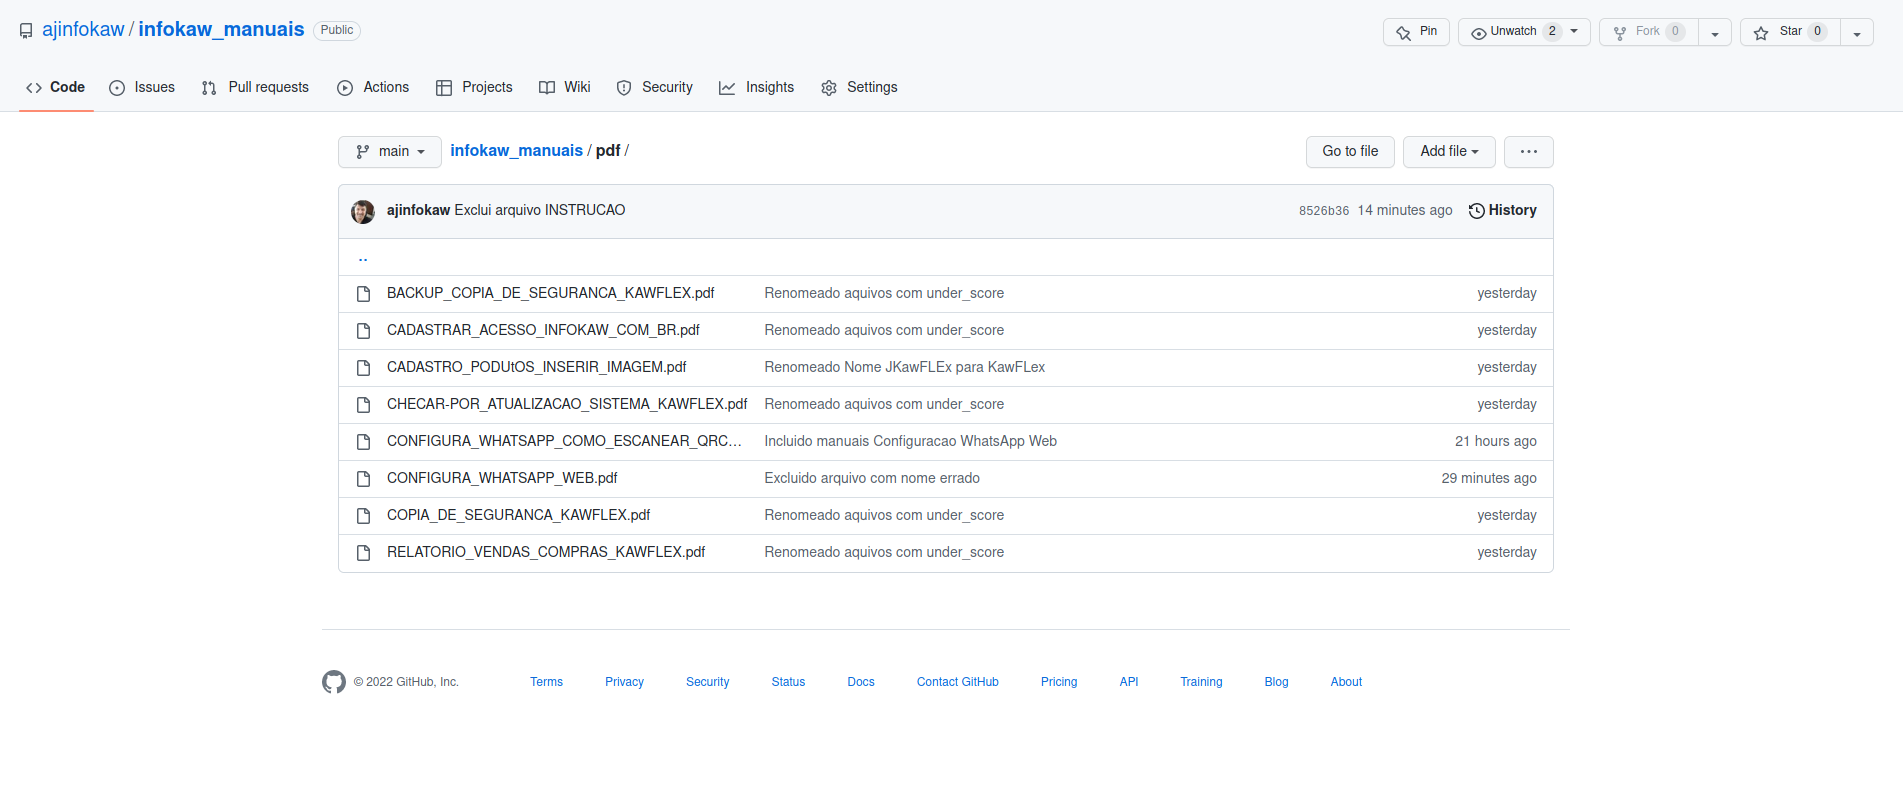 ajinfokaw / infokaw_manuais Public
Pin
Unwatch 2
Fork 0
Star 0
Code
Issues
Pull requests
Actions
Projects
Wiki
Security
Insights
Settings
main
infokaw_manuais / pdf /
Go to file
Add file
ajinfokaw Exclui arquivo INSTRUCAO
8526b36 14 minutes ago
History
..
BACKUP_COPIA_DE_SEGURANCA_KAWFLEX.pdf Renomeado aquivos com under_score yesterday
CADASTRAR_ACESSO_INFOKAW_COM_BR.pdf Renomeado aquivos com under_score yesterday
CADASTRO_PODUtOS_INSERIR_IMAGEM.pdf Renomeado Nome JKawFLEx para KawFLex yesterday
CHECAR-POR_ATUALIZACAO_SISTEMA_KAWFLEX.pdf Renomeado aquivos com under_score yesterday
CONFIGURA_WHATSAPP_COMO_ESCANEAR_QRC… Incluido manuais Configuracao WhatsApp Web 21 hours ago
CONFIGURA_WHATSAPP_WEB.pdf Excluido arquivo com nome errado 29 minutes ago
COPIA_DE_SEGURANCA_KAWFLEX.pdf Renomeado aquivos com under_score yesterday
RELATORIO_VENDAS_COMPRAS_KAWFLEX.pdf Renomeado aquivos com under_score yesterday
© 2022 GitHub, Inc. Terms Privacy Security Status Docs Contact GitHub Pricing API Training Blog About